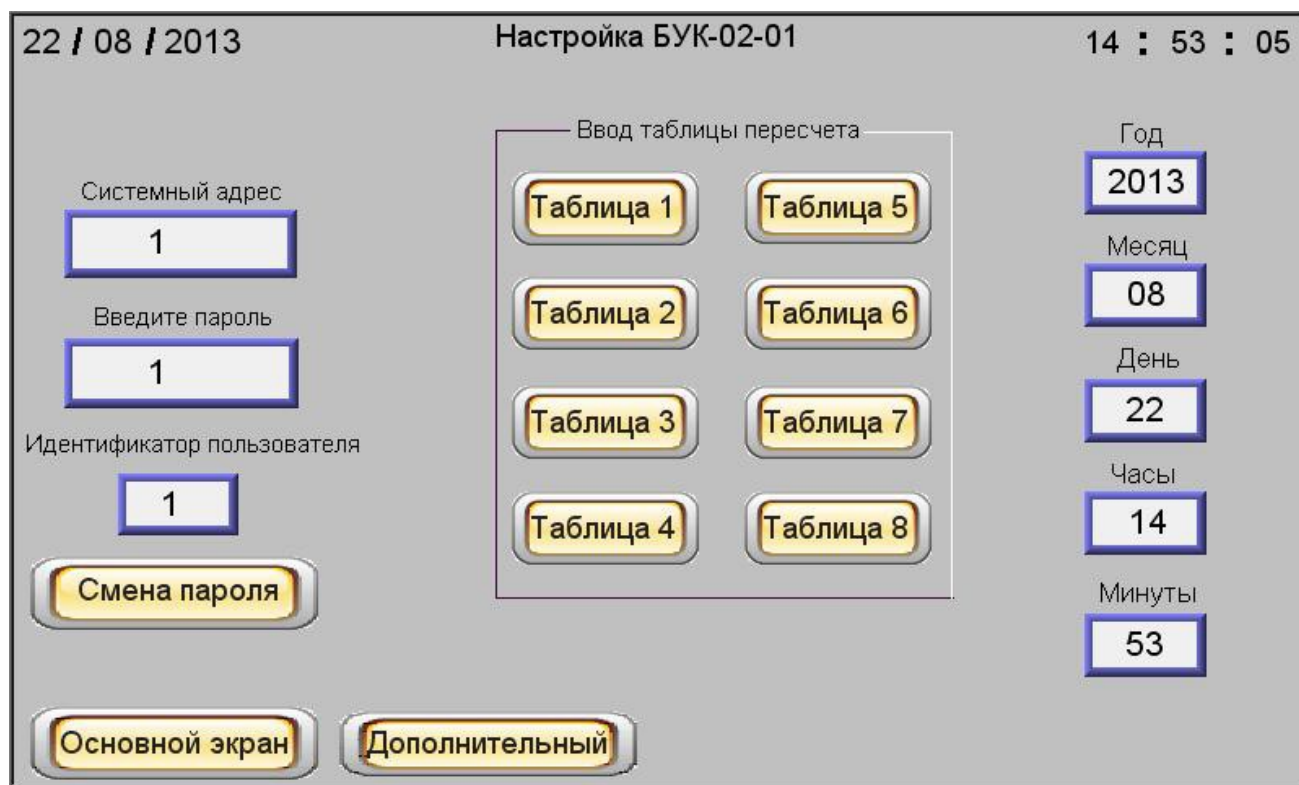 22 / 08 / 2013
Настройка БУК-02-01
14 : 53 : 05
Системный адрес
1
Введите пароль
1
Идентификатор пользователя
1
Смена пароля
Ввод таблицы пересчета
Таблица 1
Таблица 5
Таблица 2
Таблица 6
Таблица 3
Таблица 7
Таблица 4
Таблица 8
Год
2013
Месяц
08
День
22
Часы
14
Минуты
53
Основной экран
Дополнительный